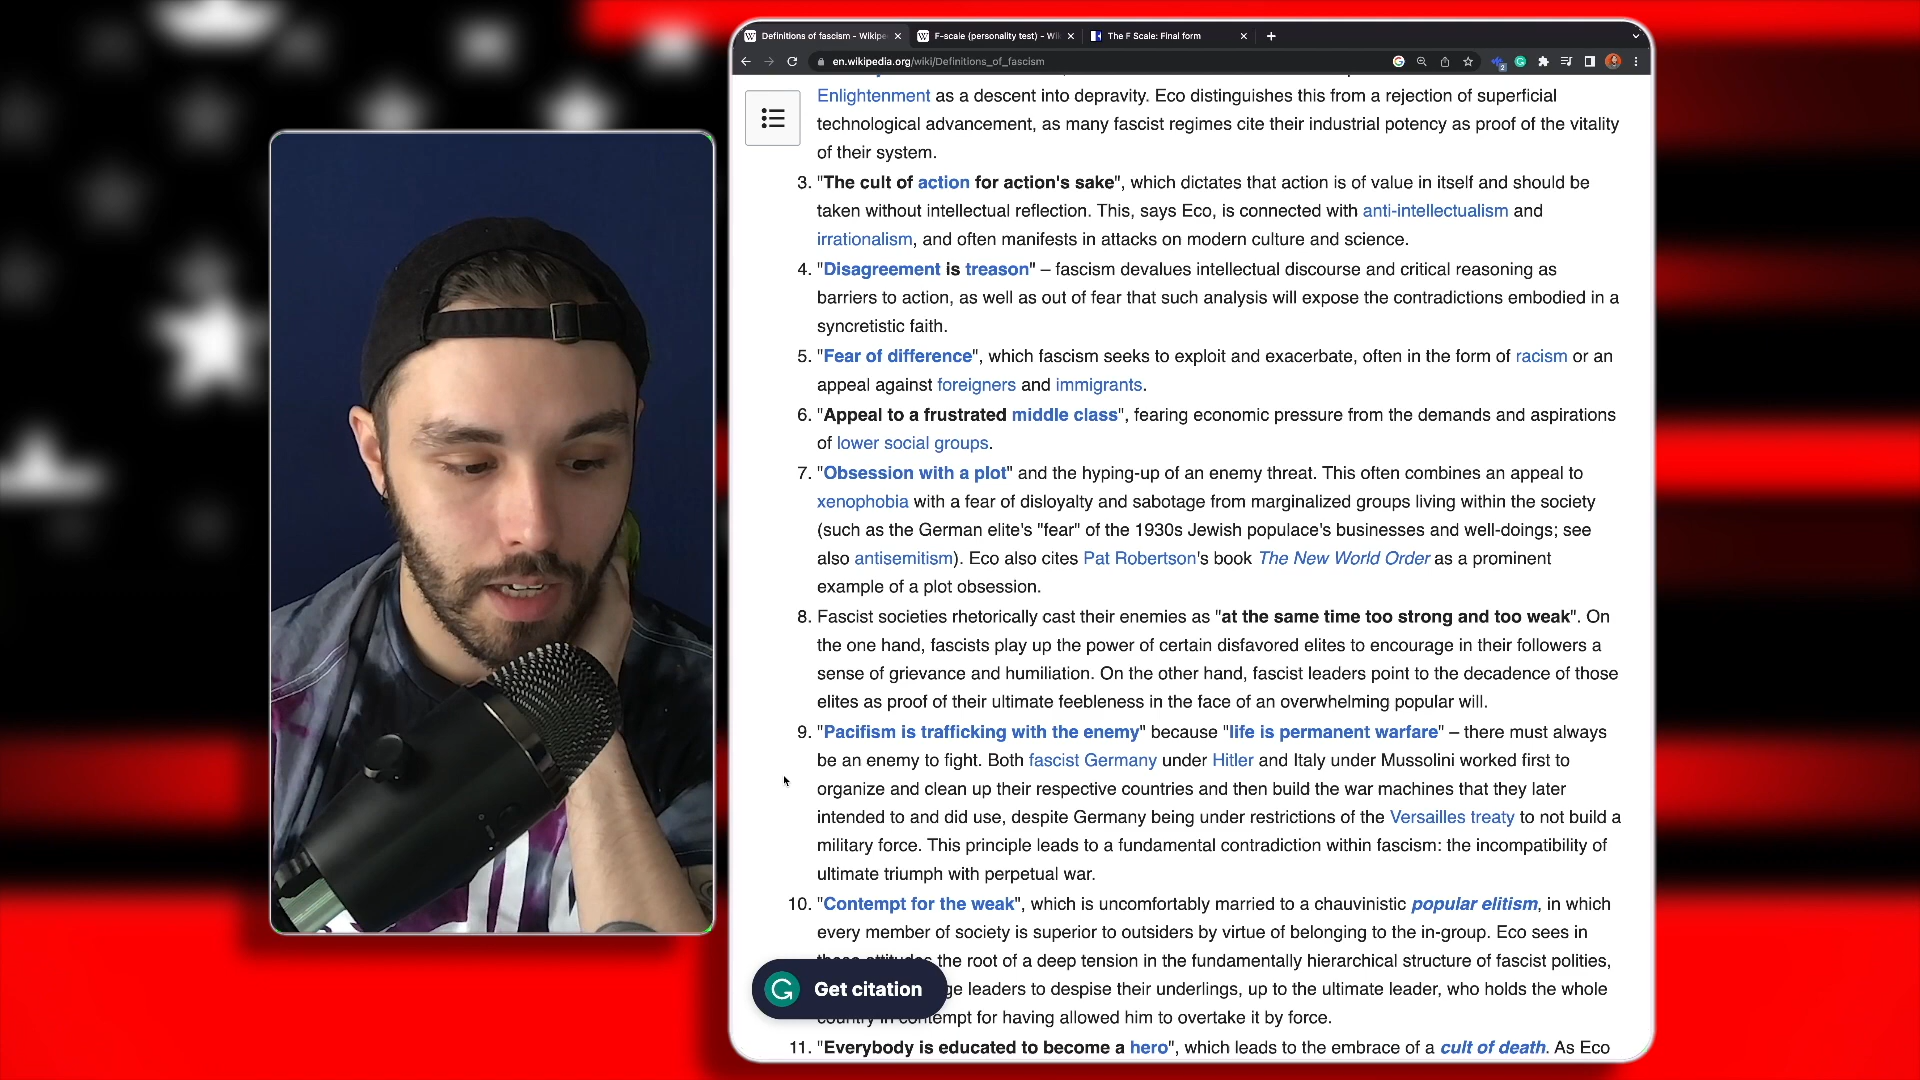 Definitions of fascism - Wikipe
F-scale (personality test) - Wi
The F Scale: Final form
en.wikipedia.org/wiki/Definitions_of_fascism
2
Enlightenment as a descent into depravity. Eco distinguishes this from a rejection of superficial
technological advancement, as many fascist regimes cite their industrial potency as proof of the vitality
of their system.
3. "The cult of action for action's sake", which dictates that action is of value in itself and should be
taken without intellectual reflection. This, says Eco, is connected with anti-intellectualism and
irrationalism, and often manifests in attacks on modern culture and science.
4. "Disagreement is treason" – fascism devalues intellectual discourse and critical reasoning as
barriers to action, as well as out of fear that such analysis will expose the contradictions embodied in a
syncretistic faith.
5. "Fear of difference", which fascism seeks to exploit and exacerbate, often in the form of racism or an
appeal against foreigners and immigrants.
6. "Appeal to a frustrated middle class", fearing economic pressure from the demands and aspirations
of lower social groups.
7. "Obsession with a plot" and the hyping-up of an enemy threat. This often combines an appeal to
xenophobia with a fear of disloyalty and sabotage from marginalized groups living within the society
(such as the German elite's "fear" of the 1930s Jewish populace's businesses and well-doings; see
also antisemitism). Eco also cites Pat Robertson's book The New World Order as a prominent
example of a plot obsession.
8. Fascist societies rhetorically cast their enemies as "at the same time too strong and too weak". On
the one hand, fascists play up the power of certain disfavored elites to encourage in their followers a
sense of grievance and humiliation. On the other hand, fascist leaders point to the decadence of those
elites as proof of their ultimate feebleness in the face of an overwhelming popular will.
9. "Pacifism is trafficking with the enemy" because "life is permanent warfare" – there must always
be an enemy to fight. Both fascist Germany under Hitler and Italy under Mussolini worked first to
organize and clean up their respective countries and then build the war machines that they later
intended to and did use, despite Germany being under restrictions of the Versailles treaty to not build a
military force. This principle leads to a fundamental contradiction within fascism: the incompatibility of
ultimate triumph with perpetual war.
10. "Contempt for the weak", which is uncomfortably married to a chauvinistic popular elitism, in which
every member of society is superior to outsiders by virtue of belonging to the in-group. Eco sees in
the root of a deep tension in the fundamentally hierarchical structure of fascist polities,
leaders to despise their underlings, up to the ultimate leader, who holds the whole
Get citation
for having allowed him to overtake it by force.
11. "Everybody is educated to become a hero", which leads to the embrace of a cult of death. As Eco